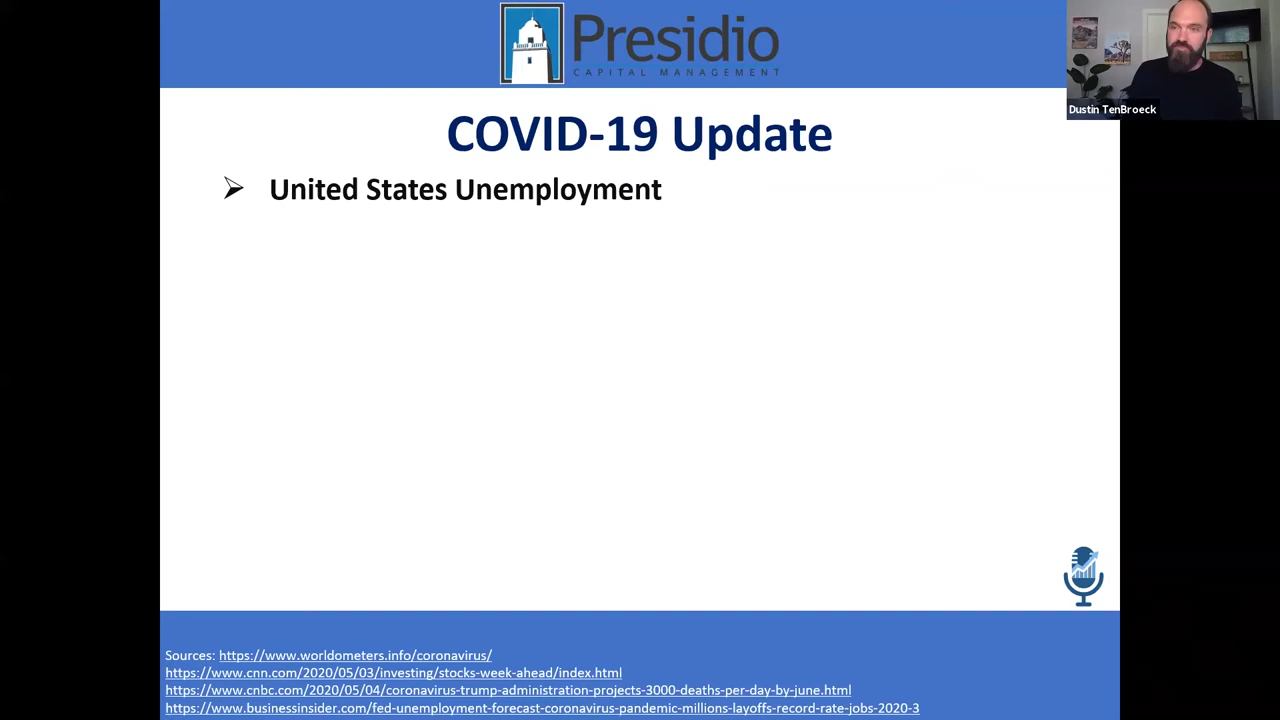 Presidio
CAPITAL MANAGEMENT
Dustin TenBroeck
COVID-19 Update
United States Unemployment
Sources: https://www.worldometers.info/coronavirus/
https://www.cnn.com/2020/05/03/investing/stocks-week-ahead/index.html
https://www.cnbc.com/2020/05/04/coronavirus-trump-administration-projects-3000-deaths-per-day-by-june.html
https://www.businessinsider.com/fed-unemployment-forecast-coronavirus-pandemic-millions-layoffs-record-rate-jobs-2020-3